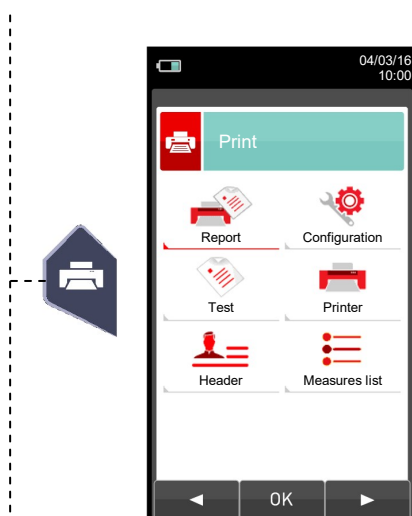 04/03/16
10:00
Print
Report
Configuration
Test
Printer
Header
Measures list
OK